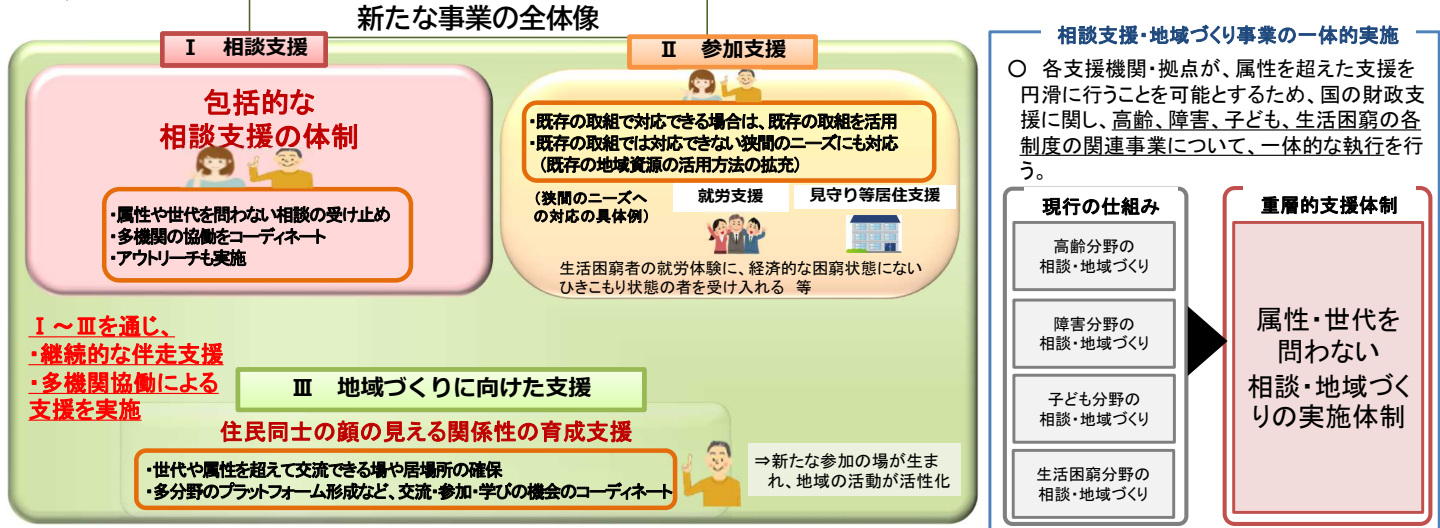 新たな事業の全体像
Ⅰ 相談支援
包括的な
相談支援の体制
・属性や世代を問わない相談の受け止め
・多機関の協働をコーディネート
・アウトリーチも実施
Ⅱ 参加支援
・既存の取組で対応できる場合は、既存の取組を活用
・既存の取組では対応できない狭間のニーズにも対応
（既存の地域資源の活用方法の拡充）
（狭間のニーズへ
の対応の具体例）
就労支援
見守り等居住支援
生活困窮者の就労体験に、経済的な困窮状態にない
ひきこもり状態の者を受け入れる 等
Ⅰ～Ⅲを通じ、
・継続的な伴走支援
・多機関協働による
支援を実施
Ⅲ 地域づくりに向けた支援
住民同士の顔の見える関係性の育成支援
・世代や属性を超えて交流できる場や居場所の確保
・多分野のプラットフォーム形成など、交流・参加・学びの機会のコーディネート
⇒新たな参加の場が生ま
れ、地域の活動が活性化
相談支援・地域づくり事業の一体的実施
○ 各支援機関・拠点が、属性を超えた支援を
円滑に行うことを可能とするため、国の財政支
援に関し、高齢、障害、子ども、生活困窮の各
制度の関連事業について、一体的な執行を行
う。
現行の仕組み
高齢分野の
相談・地域づくり
障害分野の
相談・地域づくり
子ども分野の
相談・地域づくり
生活困窮分野の
相談・地域づくり
重層的支援体制
属性・世代を
問わない
相談・地域づく
りの実施体制